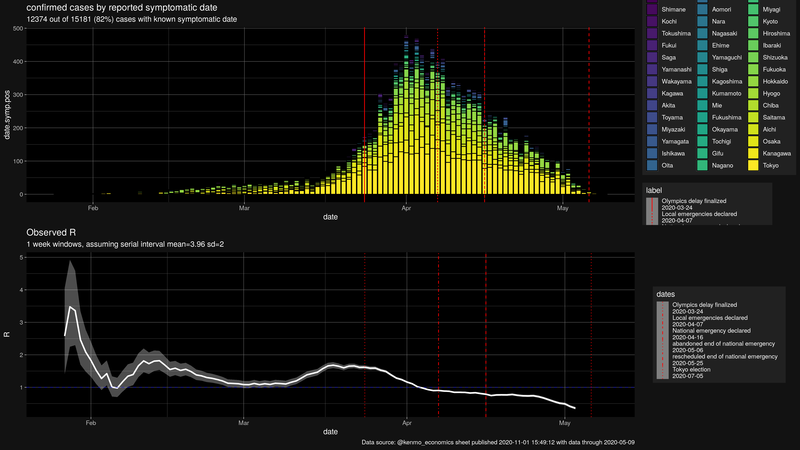 confirmed cases by reported symptomatic date
12374 out of 15181 (82%) cases with known symptomatic date
500
400
300
200
100
0
date.symp.pos
Feb
Mar
Apr
May
date
Shimane Aomori Miyagi
Kochi Nara Kyoto
Tokushima Nagasaki Hiroshima
Fukui Ehime Ibaraki
Saga Yamaguchi Shizuoka
Yamanashi Shiga Fukuoka
Wakayama Kagoshima Hokkaido
Kagawa Kumamoto Hyogo
Akita Mie Chiba
Toyama Fukushima Saitama
Miyazaki Okayama Aichi
Yamagata Tochigi Osaka
Ishikawa Gifu Kanagawa
Oita Nagano Tokyo
label
Olympics delay finalized
2020-03-24
Local emergencies declared
2020-04-07
Observed R
1 week windows, assuming serial interval mean=3.96 sd=2
5
4
3
2
1
R
Feb
Mar
Apr
May
date
dates
Olympics delay finalized
2020-03-24
Local emergencies declared
2020-04-07
National emergency declared
2020-04-16
abandoned end of national emergency
2020-05-06
rescheduled end of national emergency
2020-05-25
Tokyo election
2020-07-05
Data source: @kenmo_economics sheet published 2020-11-01 15:49:12 with data through 2020-05-09